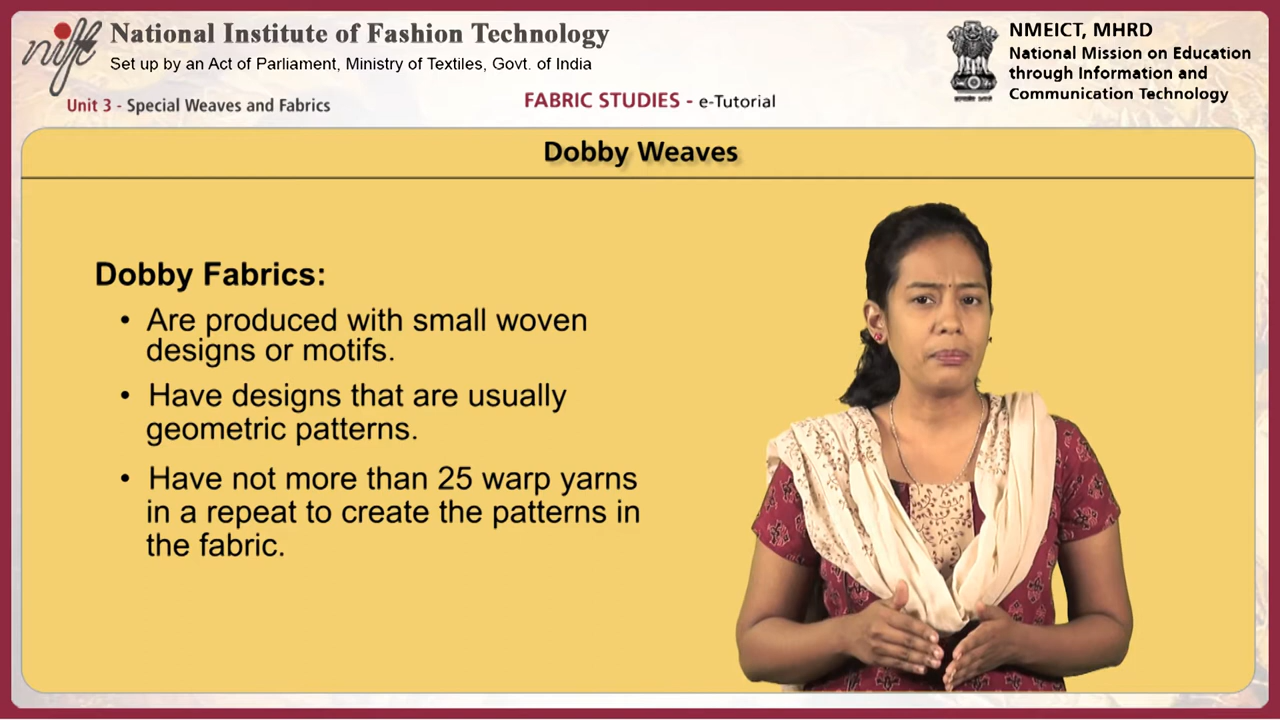 nift
National Institute of Fashion Technology
Set up by an Act of Parliament, Ministry of Textiles, Govt. of India
NMEICT, MHRD
National Mission on Education
through Information and
Communication Technology
Unit 3 - Special Weaves and Fabrics
FABRIC STUDIES - e-Tutorial
Dobby Weaves
Dobby Fabrics:
• Are produced with small woven
designs or motifs.
• Have designs that are usually
geometric patterns.
• Have not more than 25 warp yarns
in a repeat to create the patterns in
the fabric.